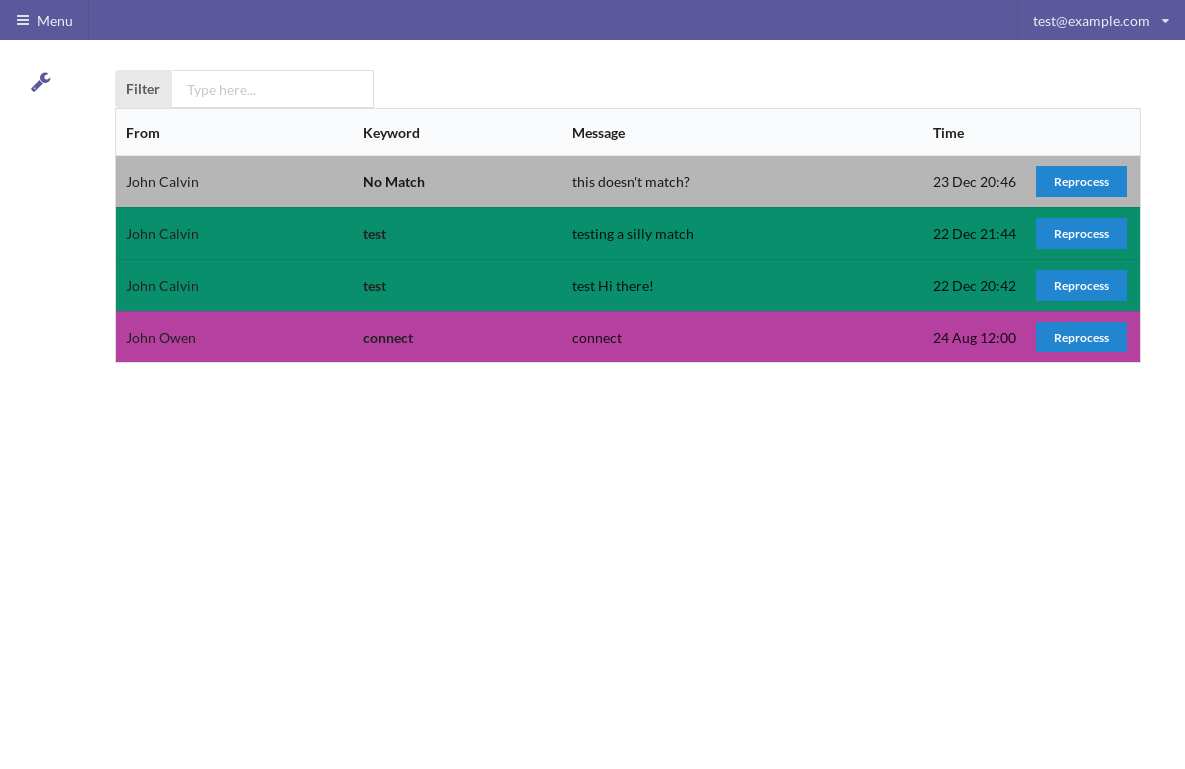 Menu test@example.com
Filter Type here...
From Keyword Message Time
John Calvin No Match this doesn't match? 23 Dec 20:46 Reprocess
John Calvin test testing a silly match 22 Dec 21:44 Reprocess
John Calvin test test Hi there! 22 Dec 20:42 Reprocess
John Owen connect connect 24 Aug 12:00 Reprocess